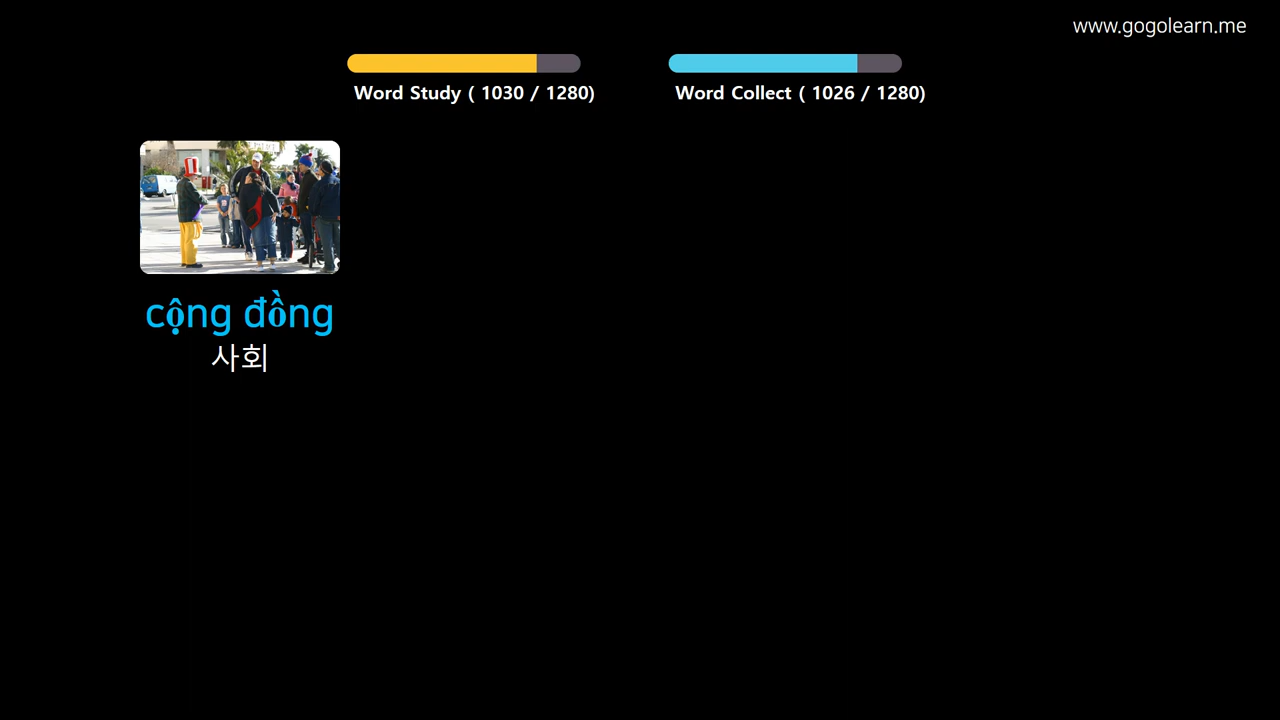 www.gogolearn.me
Word Study ( 1030 / 1280)
Word Collect ( 1026 / 1280)
cộng đồng
사회